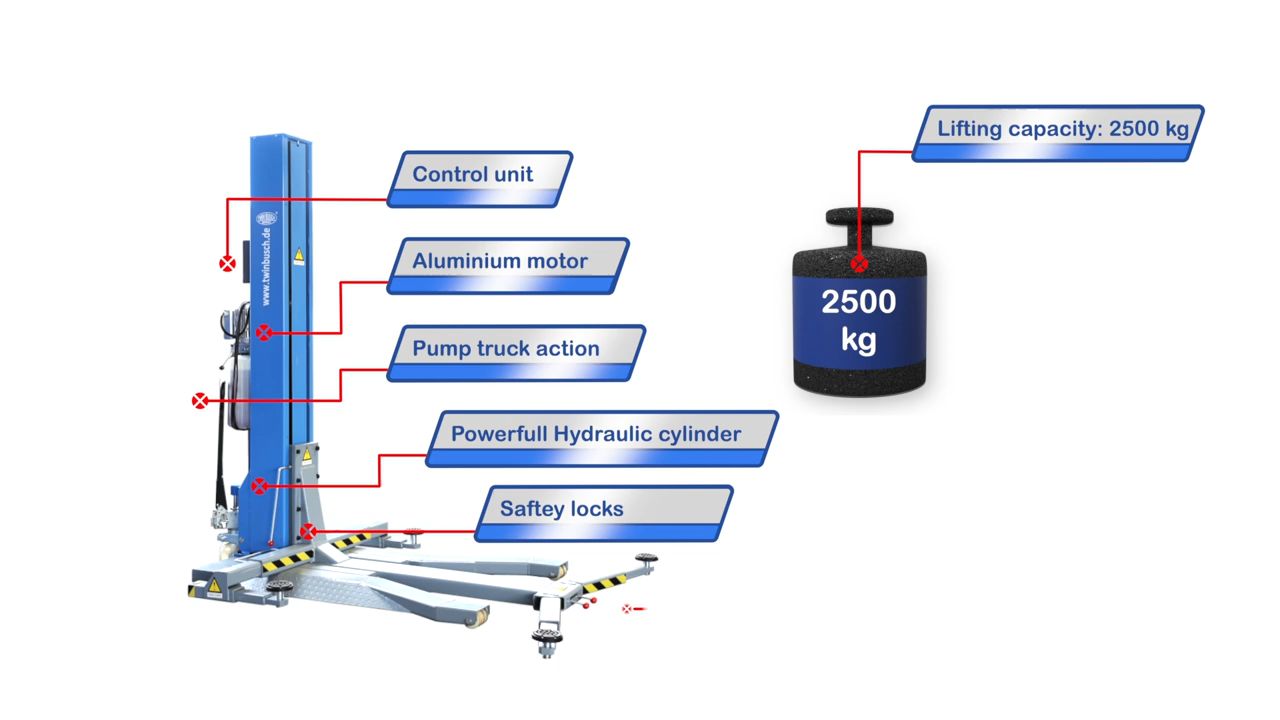 Lifting capacity: 2500 kg
Control unit
www.twinbusch.de
Aluminium motor
2500
kg
Pump truck action
Powerfull Hydraulic cylinder
Saftey locks